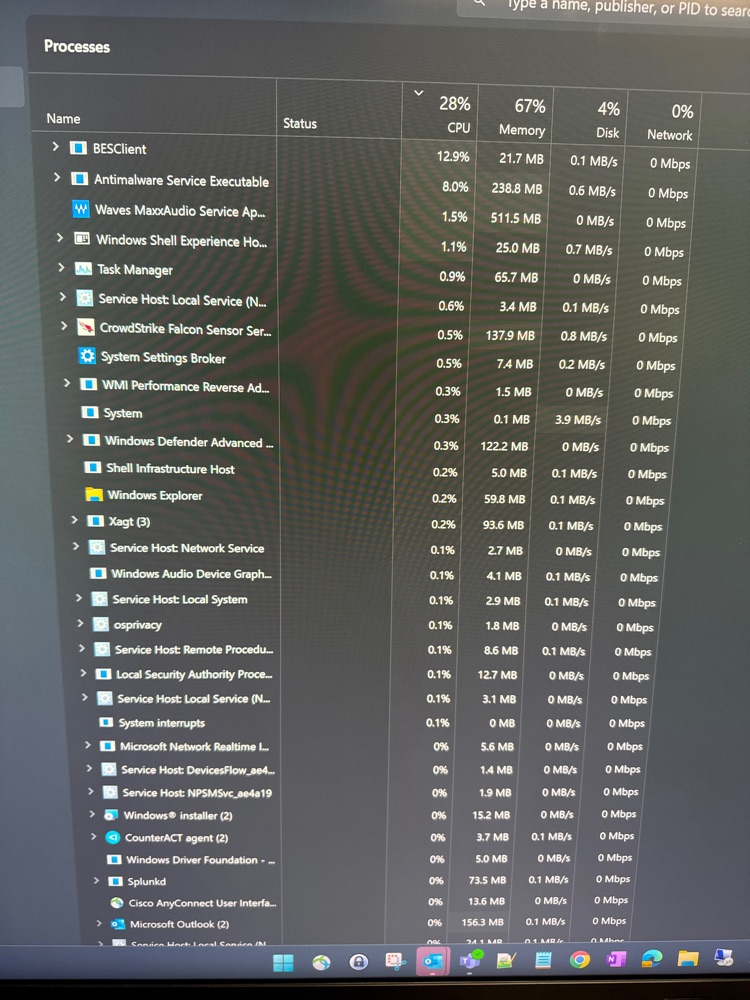 Type a name, publisher, or PID to sear
Processes
Name Status 28% CPU 67% Memory 4% Disk 0% Network
BESClient 12.9% 21.7 MB 0.1 MB/s 0 Mbps
Antimalware Service Executable 8.0% 238.8 MB 0.6 MB/s 0 Mbps
Waves MaxxAudio Service Ap... 1.5% 511.5 MB 0 MB/s 0 Mbps
Windows Shell Experience Ho... 1.1% 25.0 MB 0.7 MB/s 0 Mbps
Task Manager 0.9% 65.7 MB 0 MB/s 0 Mbps
Service Host: Local Service (N... 0.6% 3.4 MB 0.1 MB/s 0 Mbps
CrowdStrike Falcon Sensor Ser... 0.5% 137.9 MB 0.8 MB/s 0 Mbps
System Settings Broker 0.5% 7.4 MB 0.2 MB/s 0 Mbps
WMI Performance Reverse Ad... 0.3% 1.5 MB 0 MB/s 0 Mbps
System 0.3% 0.1 MB 3.9 MB/s 0 Mbps
Windows Defender Advanced ... 0.3% 122.2 MB 0 MB/s 0 Mbps
Shell Infrastructure Host 0.2% 5.0 MB 0.1 MB/s 0 Mbps
Windows Explorer 0.2% 59.8 MB 0.1 MB/s 0 Mbps
Xagt (3) 0.2% 93.6 MB 0.1 MB/s 0 Mbps
Service Host: Network Service 0.1% 2.7 MB 0 MB/s 0 Mbps
Windows Audio Device Graph... 0.1% 4.1 MB 0.1 MB/s 0 Mbps
Service Host: Local System 0.1% 2.9 MB 0.1 MB/s 0 Mbps
osprivacy 0.1% 1.8 MB 0 MB/s 0 Mbps
Service Host: Remote Procedu... 0.1% 8.6 MB 0.1 MB/s 0 Mbps
Local Security Authority Proce... 0.1% 12.7 MB 0 MB/s 0 Mbps
Service Host: Local Service (N... 0.1% 3.1 MB 0 MB/s 0 Mbps
System interrupts 0.1% 0 MB 0 MB/s 0 Mbps
Microsoft Network Realtime I... 0% 5.6 MB 0 MB/s 0 Mbps
Service Host: DevicesFlow_ae4... 0% 1.4 MB 0 MB/s 0 Mbps
Service Host: NPSMSvc_ae4a19 0% 1.9 MB 0 MB/s 0 Mbps
Windows® installer (2) 0% 15.2 MB 0 MB/s 0 Mbps
CounterACT agent (2) 0% 3.7 MB 0.1 MB/s 0 Mbps
Windows Driver Foundation - ... 0% 5.0 MB 0 MB/s 0 Mbps
Splunkd 0% 73.5 MB 0.1 MB/s 0 Mbps
Cisco AnyConnect User Interfa... 0% 13.6 MB 0 MB/s 0 Mbps
Microsoft Outlook (2) 0% 156.3 MB 0.1 MB/s 0 Mbps
Service Host: Local Service (N 0% 24.1 MB 0.1 MB/s 0 Mbps